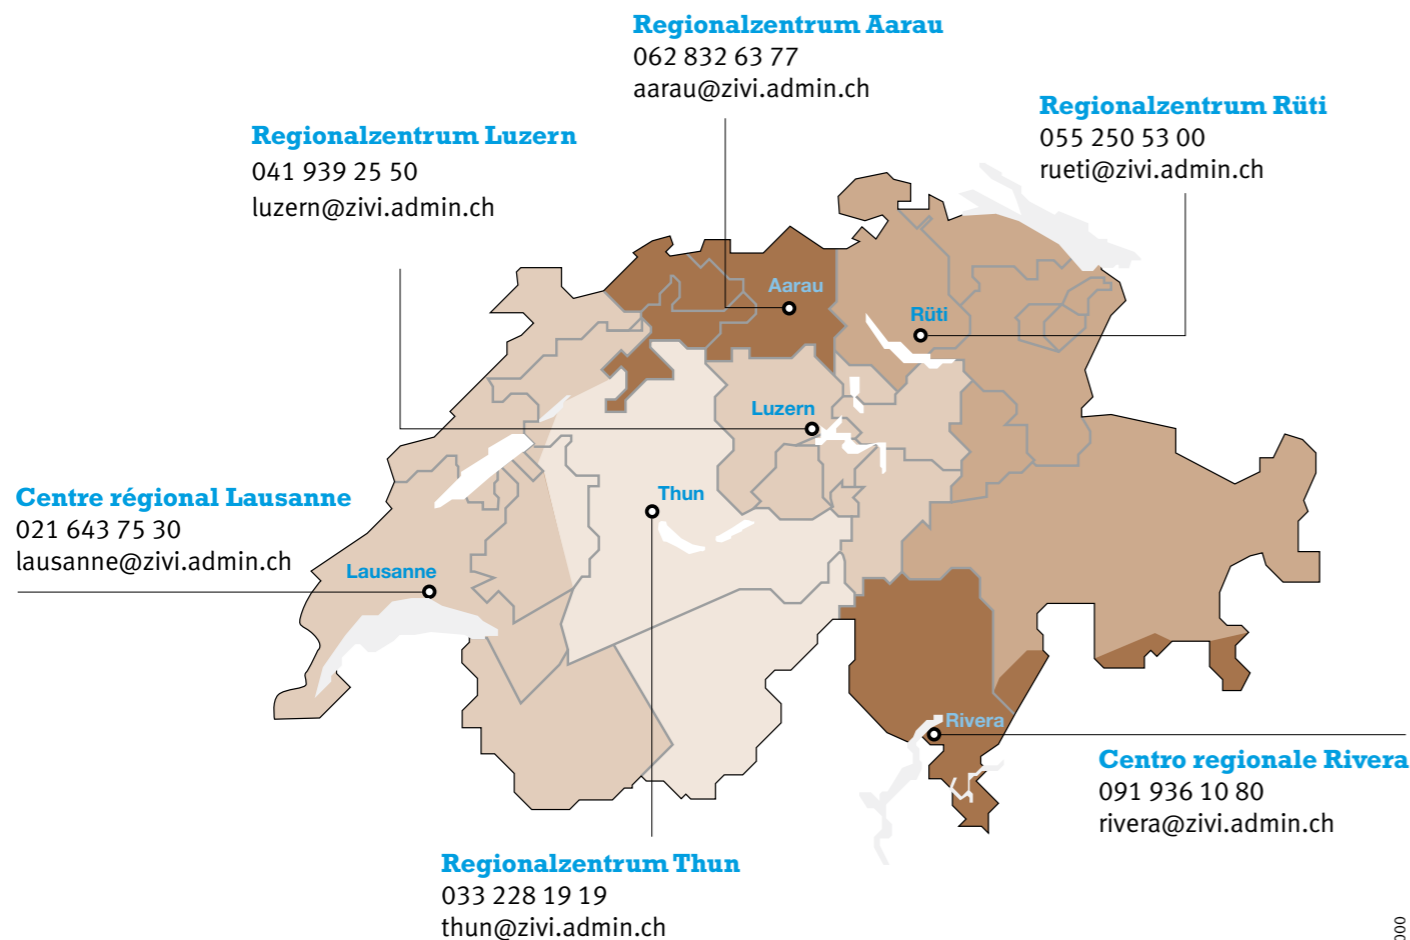 Regionalzentrum Aarau
062 832 63 77
aarau@zivi.admin.ch
Regionalzentrum Rüti
055 250 53 00
rueti@zivi.admin.ch
Regionalzentrum Luzern
041 939 25 50
luzern@zivi.admin.ch
Aarau
Rüti
Luzern
Thun
Centre régional Lausanne
021 643 75 30
lausanne@zivi.admin.ch
Lausanne
Rivera
Centro regionale Rivera
091 936 10 80
rivera@zivi.admin.ch
Regionalzentrum Thun
033 228 19 19
thun@zivi.admin.ch
000